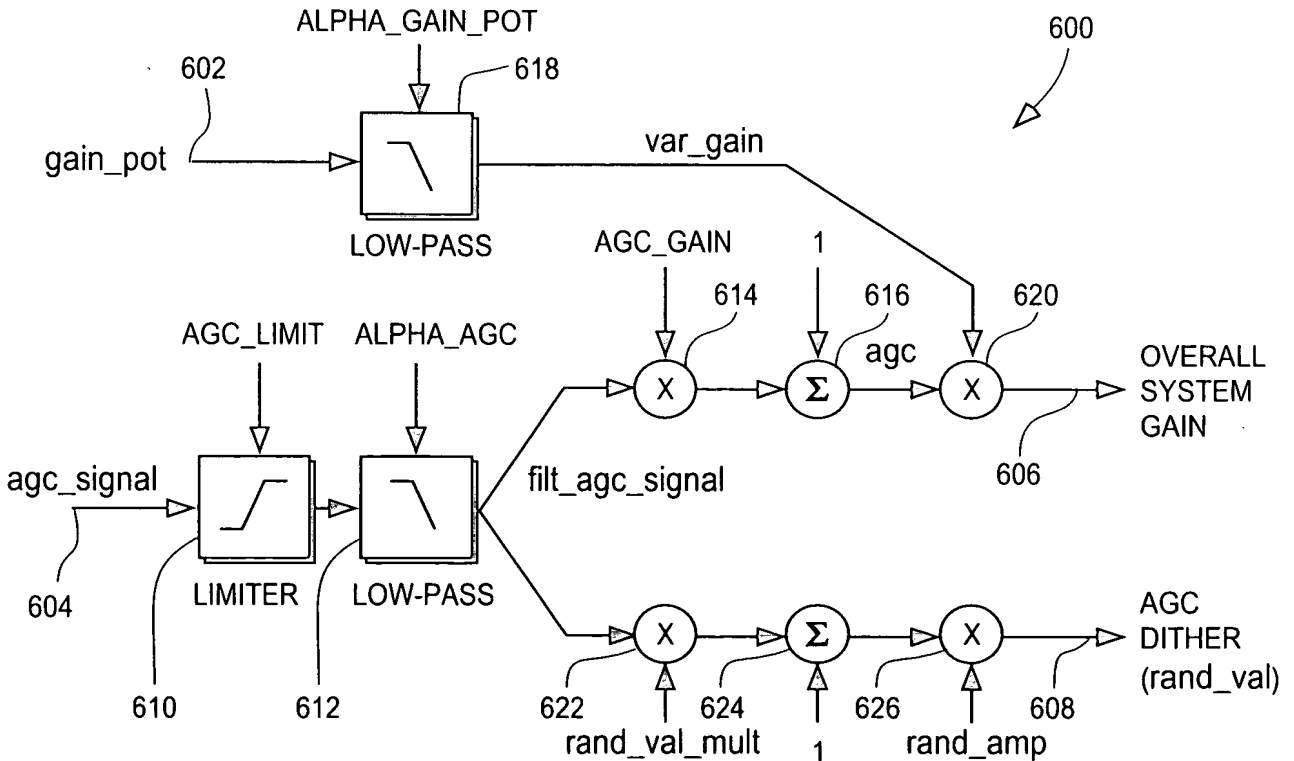 ALPHA_GAIN_POT
600
602
618
gain_pot
var_gain
LOW-PASS
AGC_GAIN
1
614
616
620
AGC_LIMIT
ALPHA_AGC
agc
X
Σ
X
OVERALL
SYSTEM
GAIN
agc_signal
filt_agc_signal
606
604
LIMITER
LOW-PASS
X
Σ
X
AGC
DITHER
(rand_val)
610
612
622
624
626
608
rand_val_mult
1
rand_amp